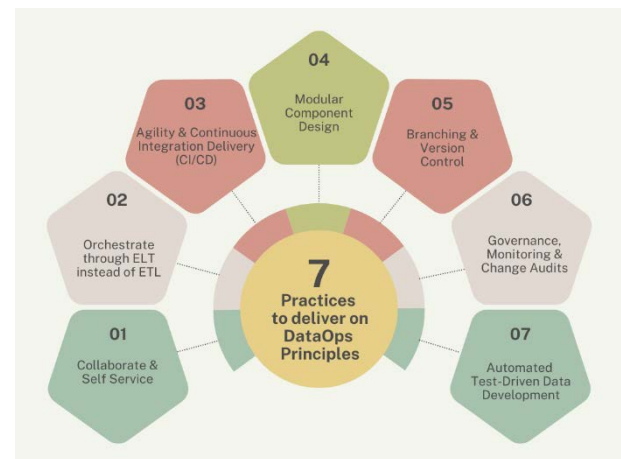 04
Modular
Component
Design
03
Agility & Continuous
Integration Delivery
(CI/CD)
05
Branching &
Version
Control
02
Orchestrate
through ELT
instead of ETL
06
Governance,
Monitoring &
Change Audits
7
Practices
to deliver on
DataOps
Principles
01
Collaborate &
Self Service
07
Automated
Test-Driven Data
Development